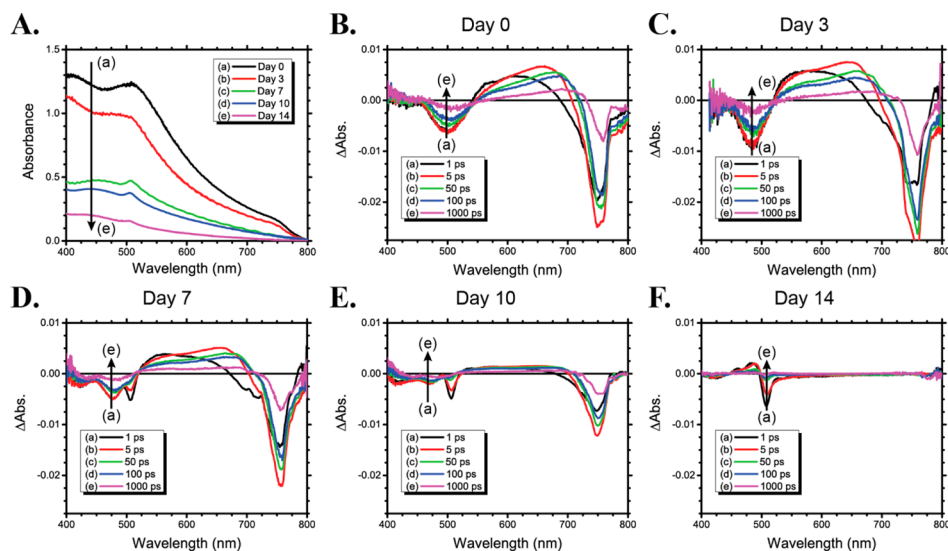 A.
1.5
1.0
0.5
0.0
400 500 600 700 800
Absorbance
Wavelength (nm)
(a)
(e)
(a) Day 0
(b) Day 3
(c) Day 7
(d) Day 10
(e) Day 14
B.
Day 0
0.01
0.00
-0.01
-0.02
400 500 600 700 800
ΔAbs.
Wavelength (nm)
(e)
(a)
(a) 1 ps
(b) 5 ps
(c) 50 ps
(d) 100 ps
(e) 1000 ps
C.
Day 3
0.01
0.00
-0.01
-0.02
400 500 600 700 800
ΔAbs.
Wavelength (nm)
(e)
(a)
(a) 1 ps
(b) 5 ps
(c) 50 ps
(d) 100 ps
(e) 1000 ps
D.
Day 7
0.01
0.00
-0.01
-0.02
400 500 600 700 800
ΔAbs.
Wavelength (nm)
(e)
(a)
(a) 1 ps
(b) 5 ps
(c) 50 ps
(d) 100 ps
(e) 1000 ps
E.
Day 10
0.01
0.00
-0.01
-0.02
400 500 600 700 800
ΔAbs.
Wavelength (nm)
(e)
(a)
(a) 1 ps
(b) 5 ps
(c) 50 ps
(d) 100 ps
(e) 1000 ps
F.
Day 14
0.01
0.00
-0.01
-0.02
400 500 600 700 800
ΔAbs.
Wavelength (nm)
(e)
(a)
(a) 1 ps
(b) 5 ps
(c) 50 ps
(d) 100 ps
(e) 1000 ps